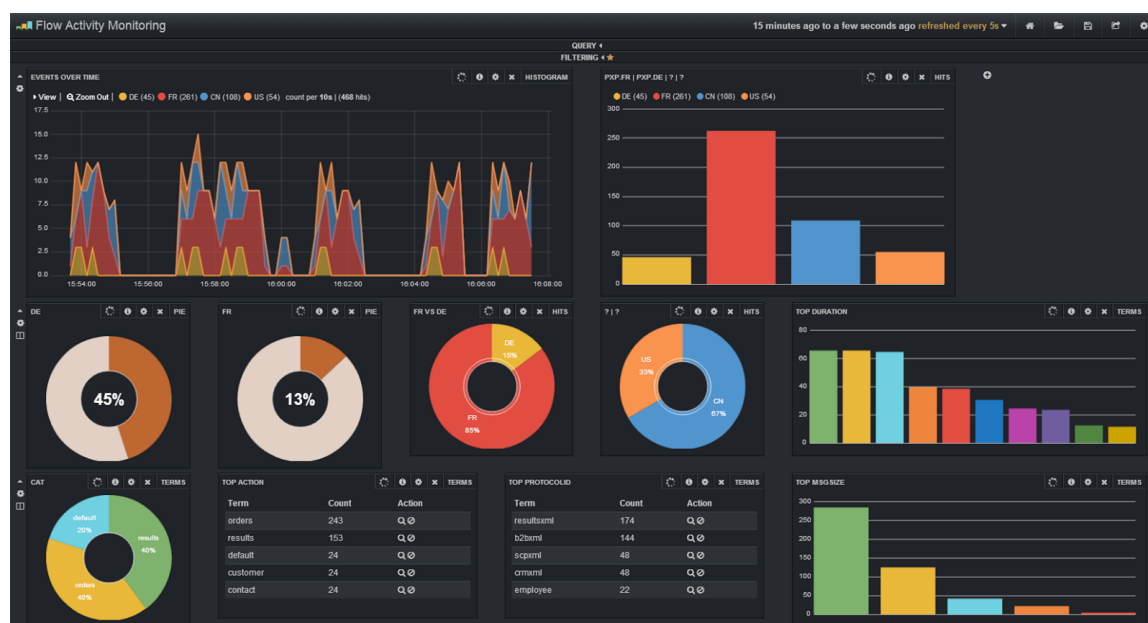 Flow Activity Monitoring
15 minutes ago to a few seconds ago refreshed every 5s
QUERY
FILTERING
EVENTS OVER TIME HISTOGRAM
View | Zoom Out | DE (45) FR (261) CN (108) US (54) count per 10s | (468 hits)
17.5
15.0
12.5
10.0
7.5
5.0
2.5
0.0
15:54:00 15:56:00 15:58:00 16:00:00 16:02:00 16:04:00 16:06:00 16:08:00
PXP.FR | PXP.DE | ? | ? HITS
DE (45) FR (261) CN (108) US (54)
300
250
200
150
100
50
0
DE PIE
45%
FR PIE
13%
FR VS DE HITS
DE
15%
FR
85%
? | ? HITS
US
33%
CN
67%
TOP DURATION TERMS
80
60
40
20
0
CAT TERMS
default
20%
results
40%
orders
40%
TOP ACTION TERMS
Term Count Action
orders 243
results 153
default 24
customer 24
contact 24
TOP PROTOCOLID TERMS
Term Count Action
resultsxml 174
b2bxml 144
scpxml 48
crmxml 48
employee 22
TOP MSGSIZE TERMS
300
250
200
150
100
50
0